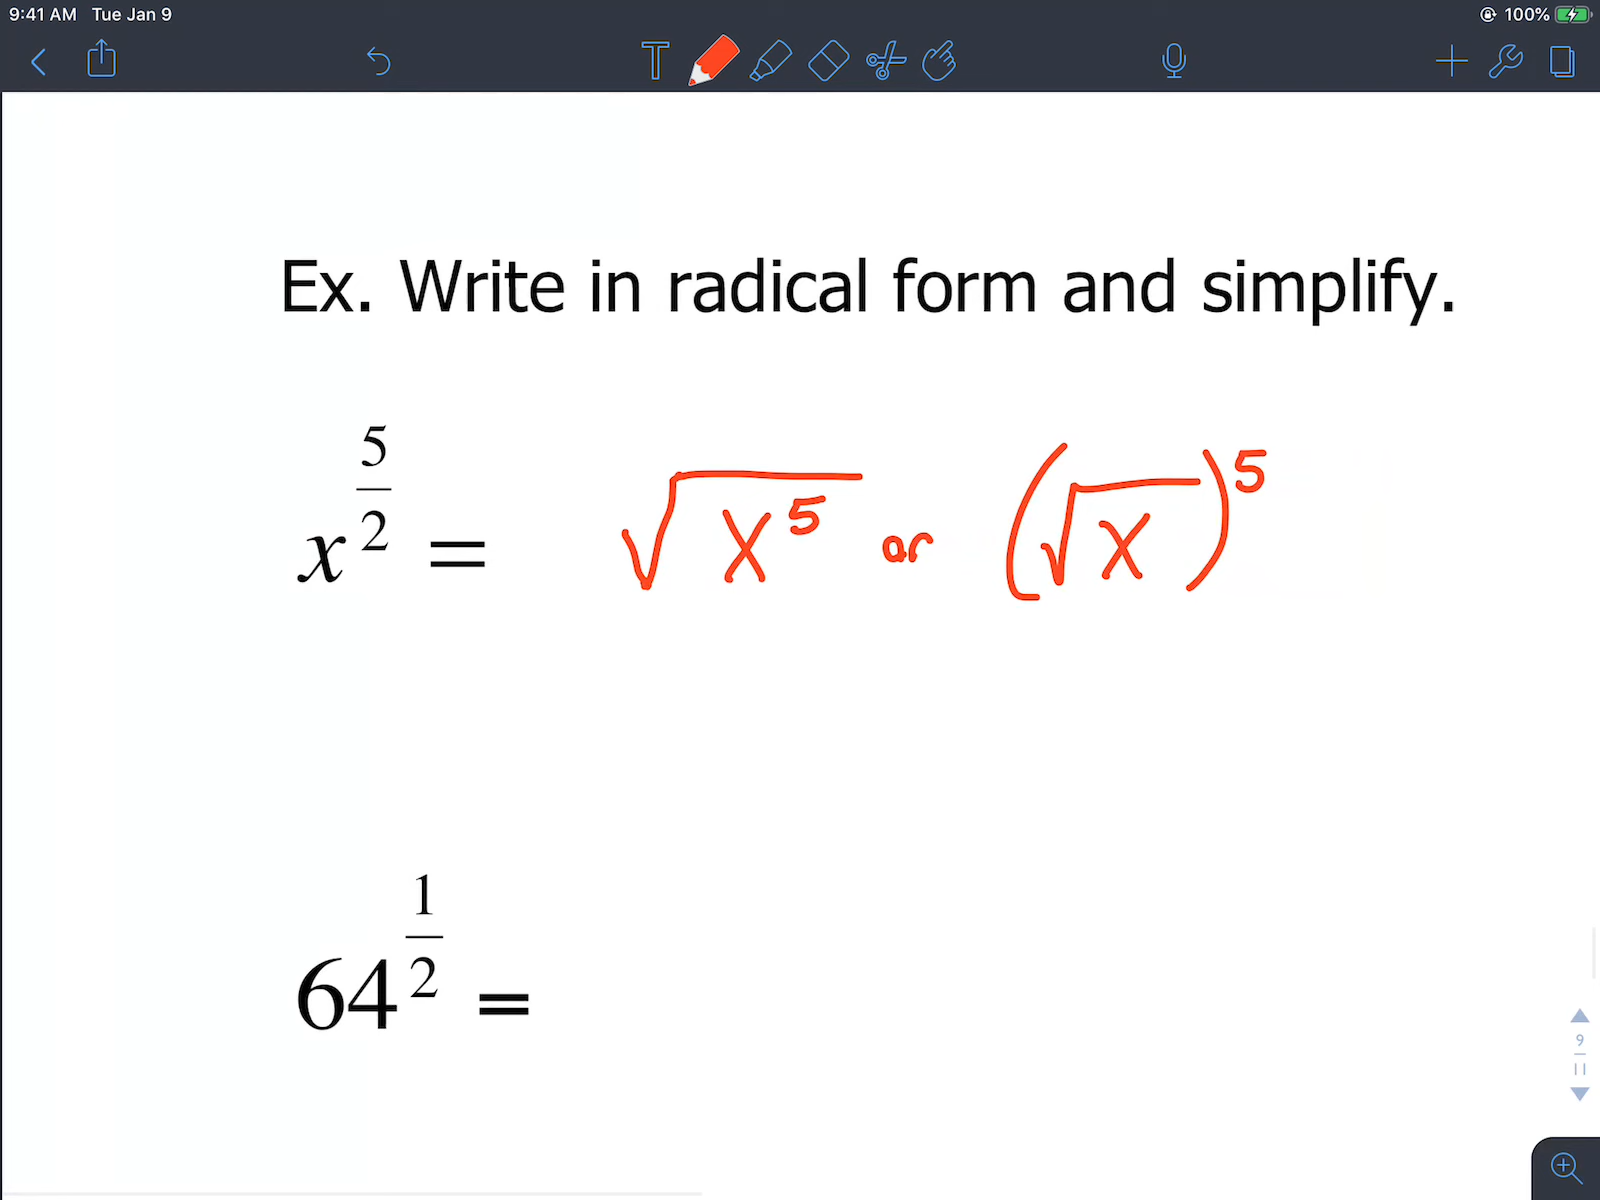 9:41 AM Tue Jan 9 100%
T
Ex. Write in radical form and simplify.
x^(5/2) = √(x^5) or (√x)^5
64^(1/2) =
9
11